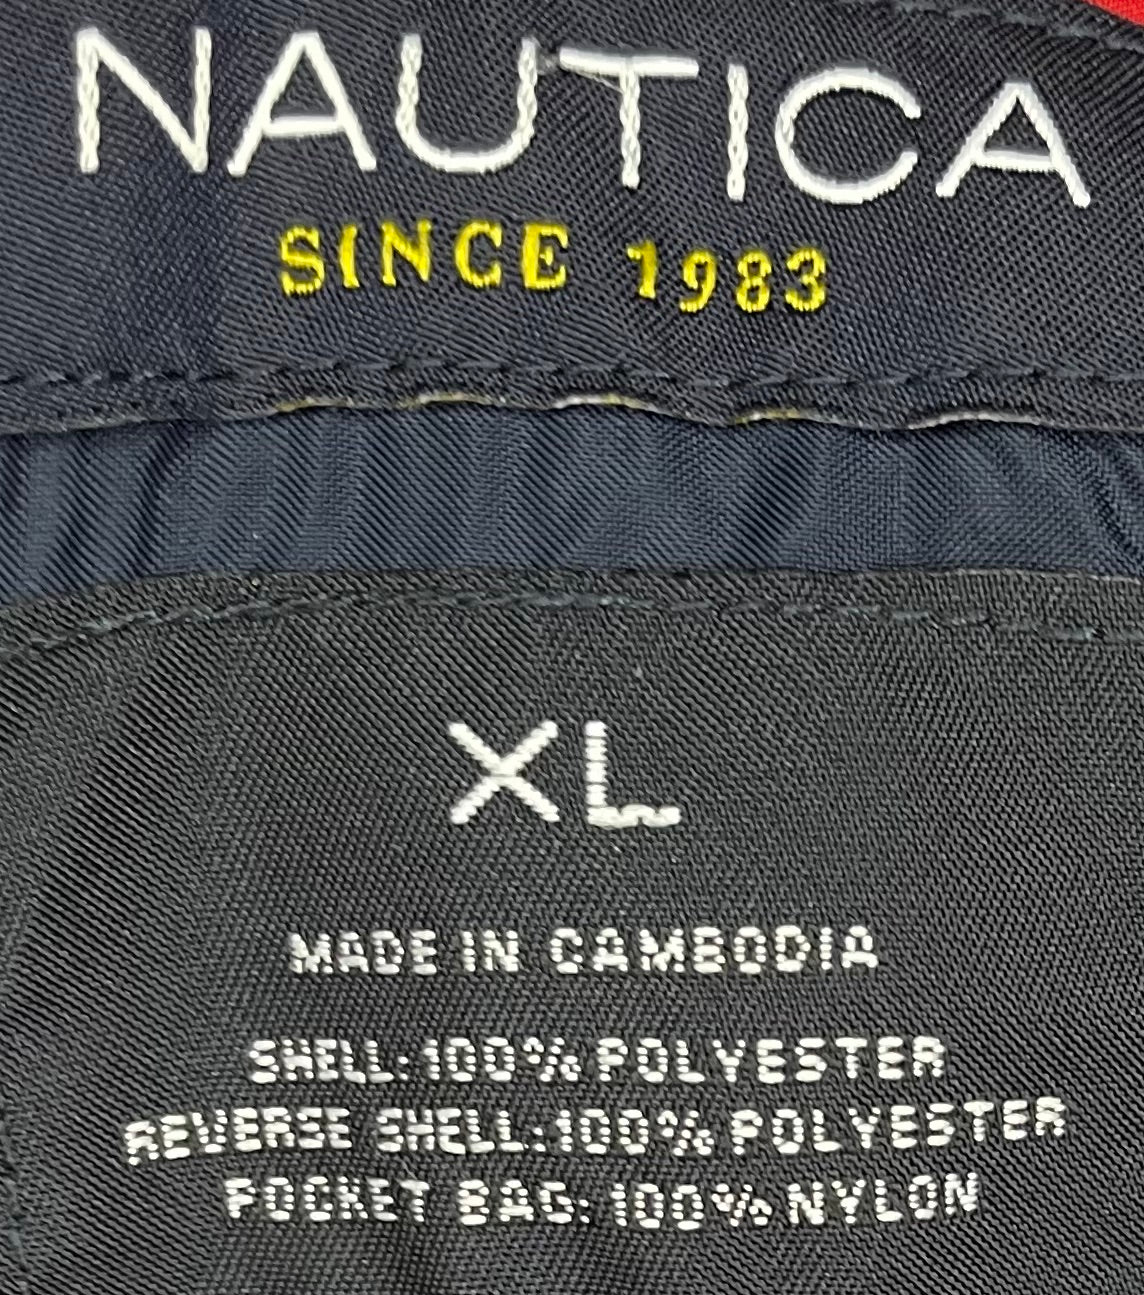 NAUTICA
SINCE 1983
XL
MADE IN CAMBODIA
SHELL: 100% POLYESTER
REVERSE SHELL: 100% POLYESTER
POCKET BAG: 100% NYLON